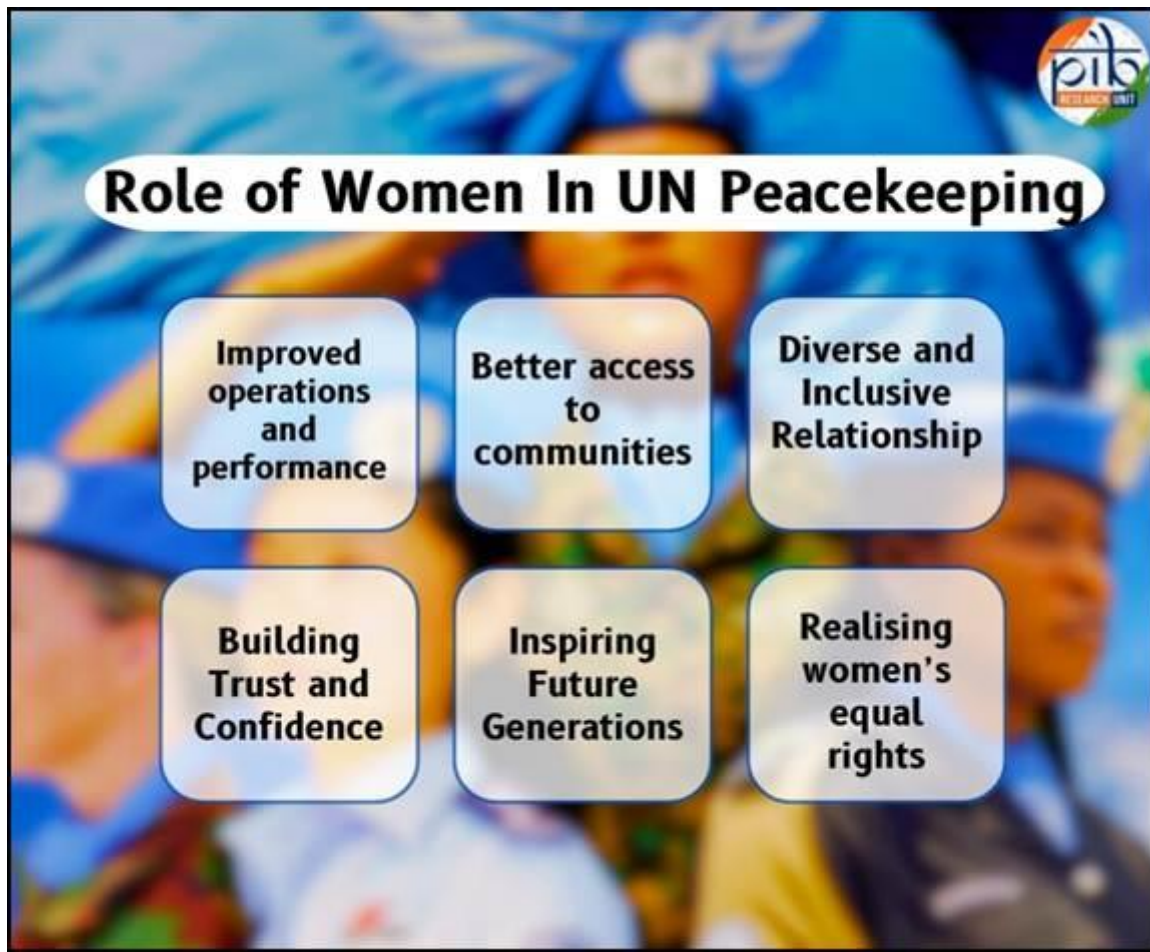 pib
RESEARCH UNIT
Role of Women In UN Peacekeeping
Improved
operations
and
performance
Better access
to
communities
Diverse and
Inclusive
Relationship
Building
Trust and
Confidence
Inspiring
Future
Generations
Realising
women's
equal
rights